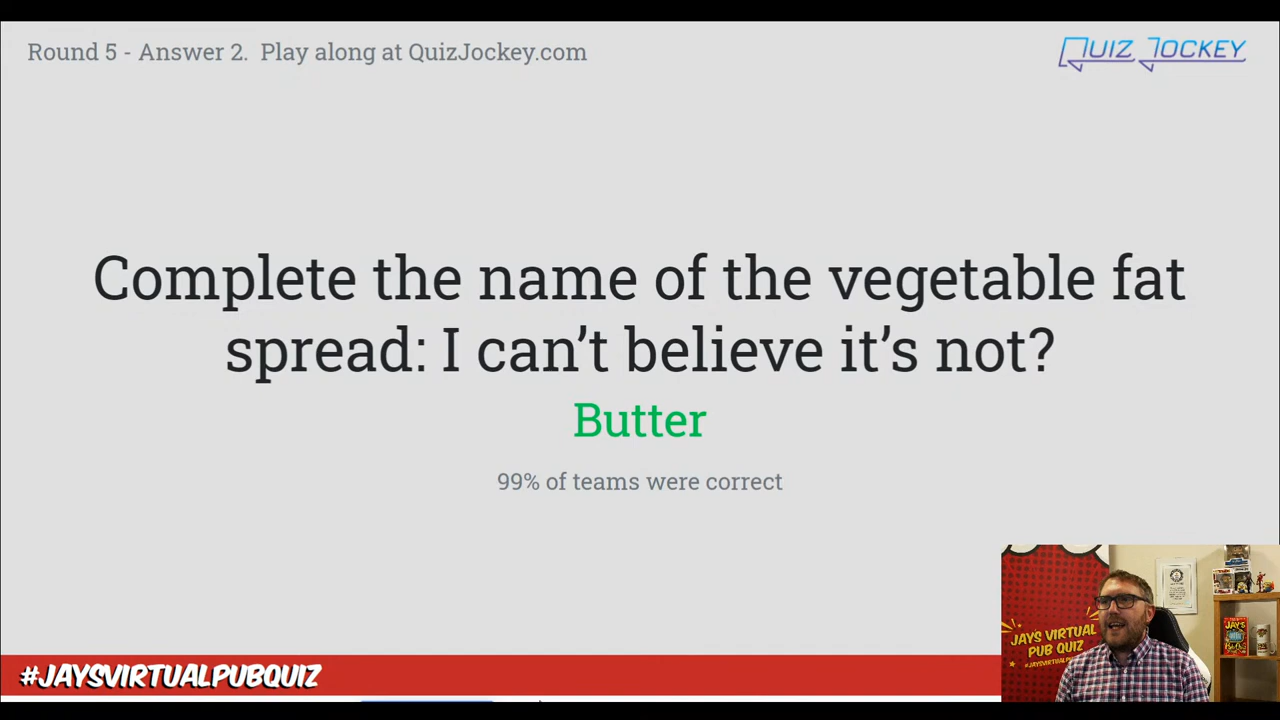 Round 5 - Answer 2.  Play along at QuizJockey.com
QUIZ JOCKEY
Complete the name of the vegetable fat
spread: I can’t believe it’s not?
Butter
99% of teams were correct
JAYS VIRTUAL
PUB QUIZ
JAY'S
#JAYSVIRTUALPUBQUIZ